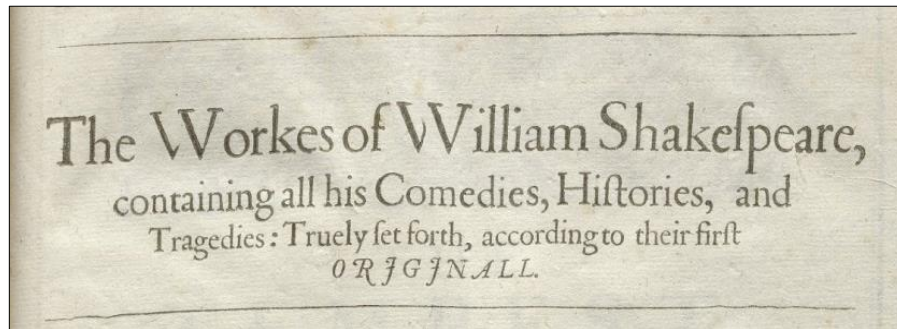 The Workes of William Shakeſpeare,
containing all his Comedies, Hiſtories, and
Tragedies: Truely ſet forth, according to their firſt
ORJGJNALL.